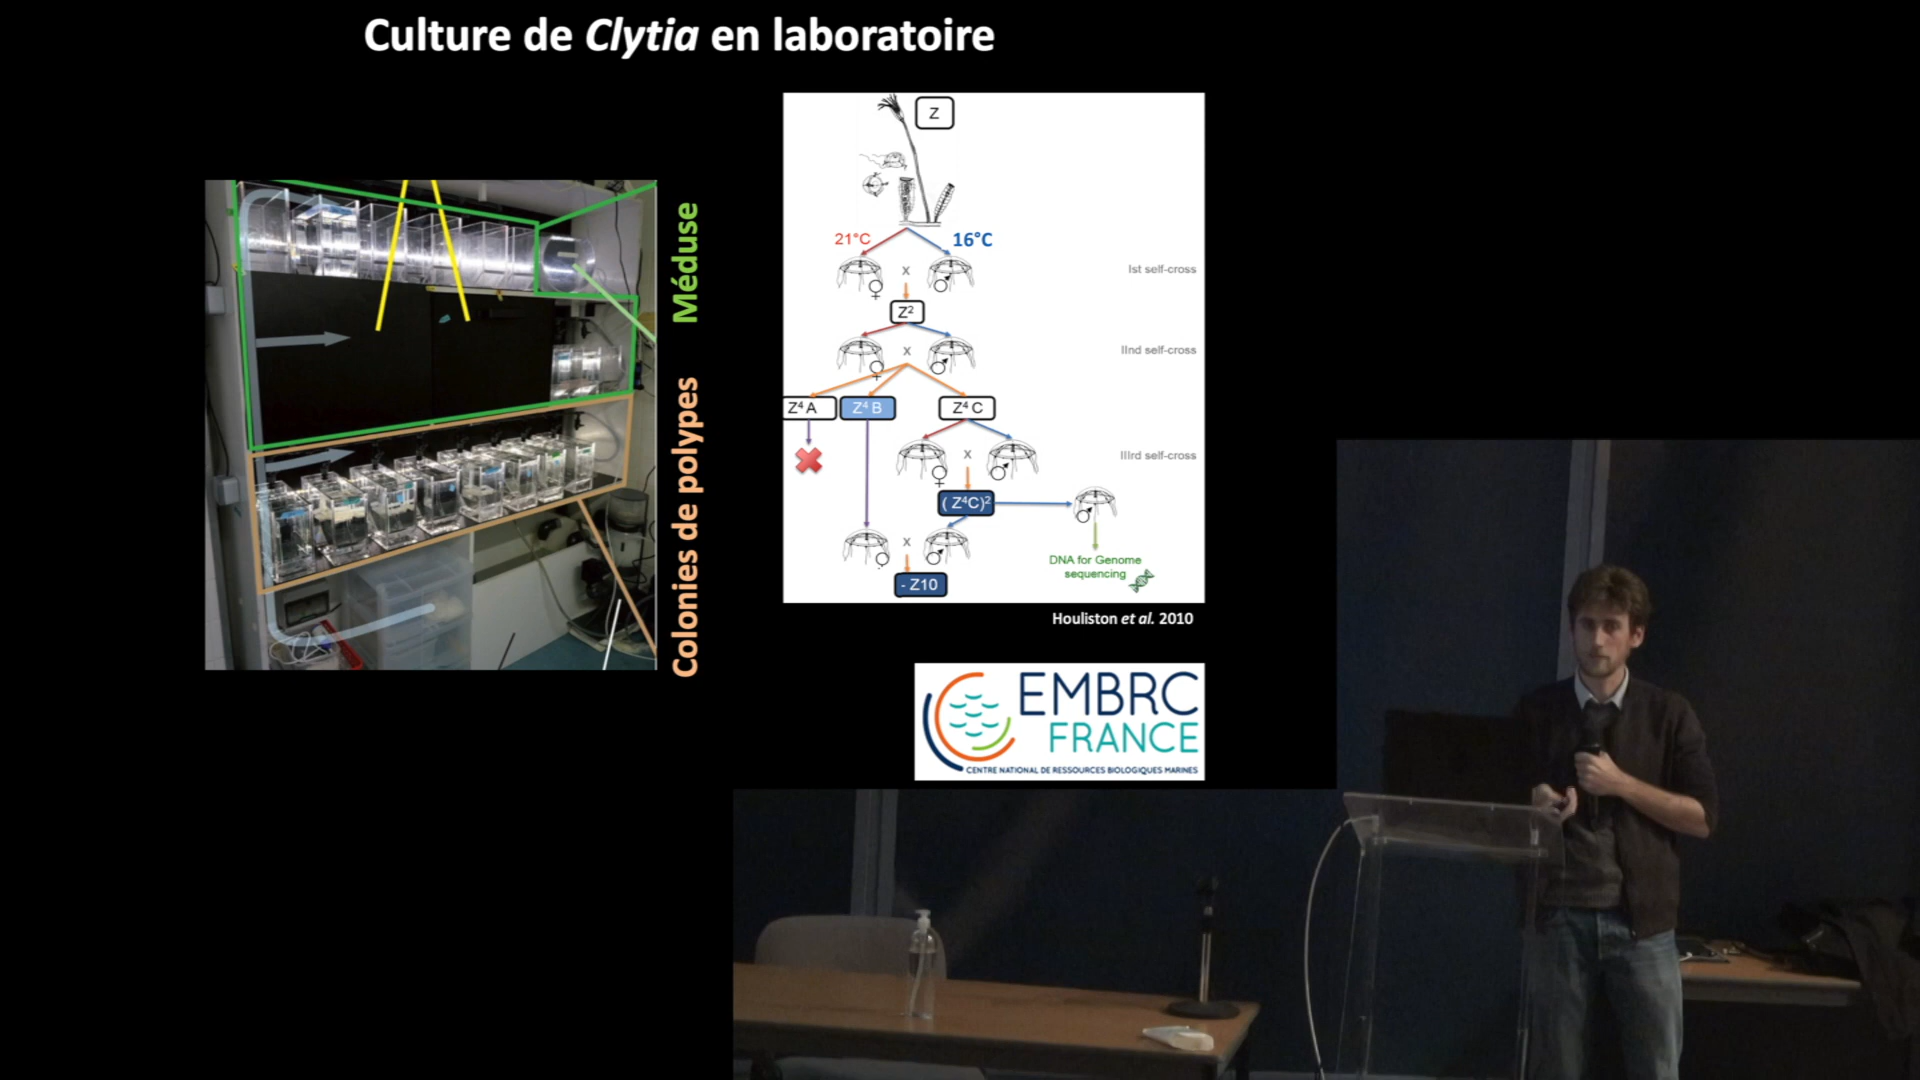 Culture de Clytia en laboratoire
Méduse
Colonies de polypes
Z
21°C
16°C
x
Ist self-cross
Z²
x
IInd self-cross
Z⁴ A
Z⁴ B
Z⁴ C
x
IIIrd self-cross
( Z⁴C)²
x
DNA for Genome
sequencing
- Z10
Houliston et al. 2010
EMBRC
FRANCE
CENTRE NATIONAL DE RESSOURCES BIOLOGIQUES MARINES